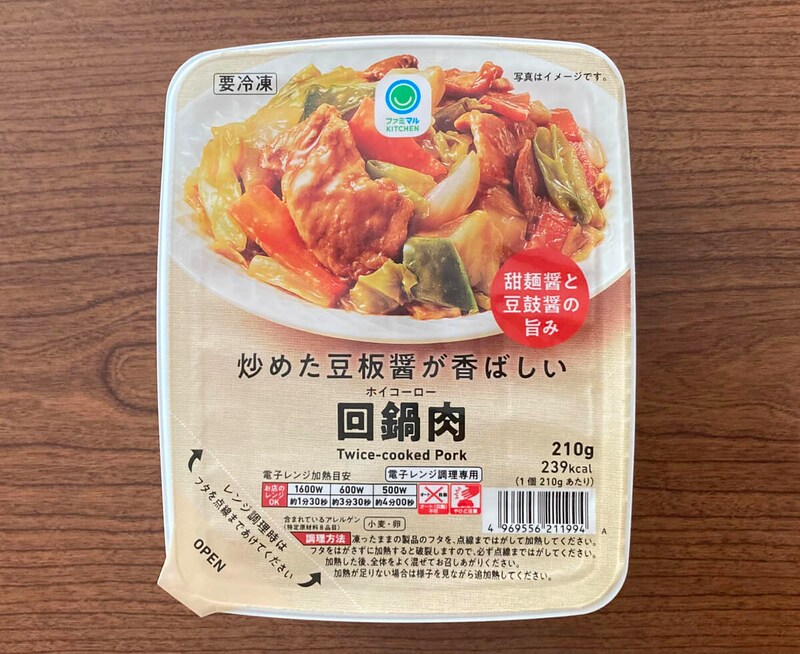 要冷凍
写真はイメージです。
ファミマル
KITCHEN
甜麺醤と
豆鼓醤の
旨み
炒めた豆板醤が香ばしい
ホイコーロー
回鍋肉
Twice-cooked Pork
210g
239kcal
(1個 210gあたり)
電子レンジ加熱目安
電子レンジ調理専用
お店の
レンジ
OK
1600W 600W 500W
約1分30秒 約3分30秒 約4分00秒
やけど注意
含まれているアレルゲン
(特定原材料8品目)
小麦・卵
4 969556 211994
A
調理方法 凍ったままの製品のフタを、点線まではがして加熱してください。
フタをはがさずに加熱すると破裂しますので、必ず点線まではがしてください。
加熱した後、全体をよく混ぜてお召しあがりください。
加熱が足りない場合は様子を見ながら追加熱してください。
レンジ調理時は
フタを点線まであけてください
OPEN